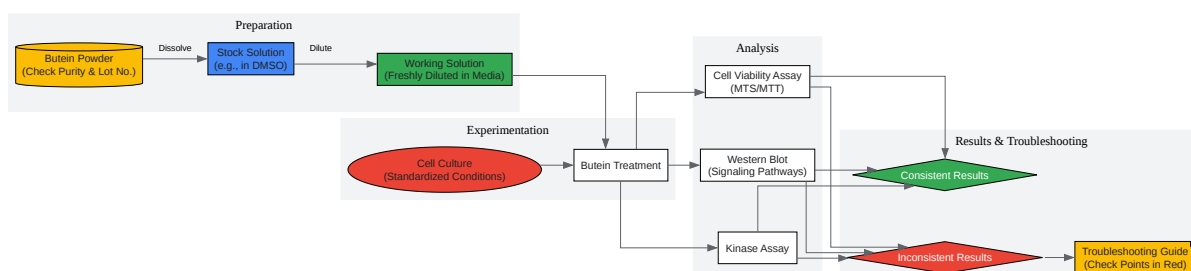 Preparation
Butein Powder
(Check Purity & Lot No.)
Dissolve
Stock Solution
(e.g., in DMSO)
Dilute
Working Solution
(Freshly Diluted in Media)
Experimentation
Cell Culture
(Standardized Conditions)
Butein Treatment
Analysis
Cell Viability Assay
(MTS/MTT)
Western Blot
(Signaling Pathways)
Kinase Assay
Results & Troubleshooting
Consistent Results
Inconsistent Results
Troubleshooting Guide
(Check Points in Red)